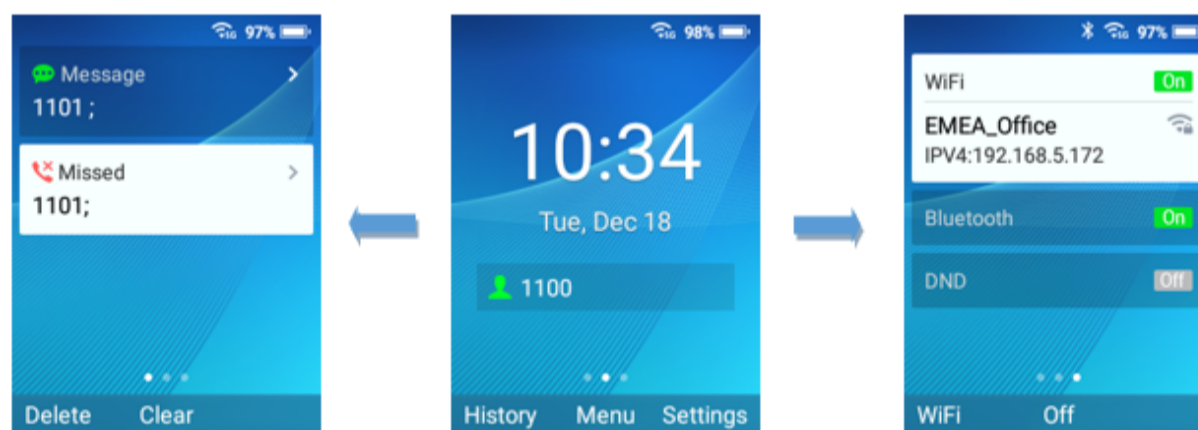 97%
Message
1101 ;
Missed
1101;
Delete Clear
98%
10:34
Tue, Dec 18
1100
History Menu Settings
97%
WiFi On
EMEA_Office
IPV4:192.168.5.172
Bluetooth On
DND Off
WiFi Off